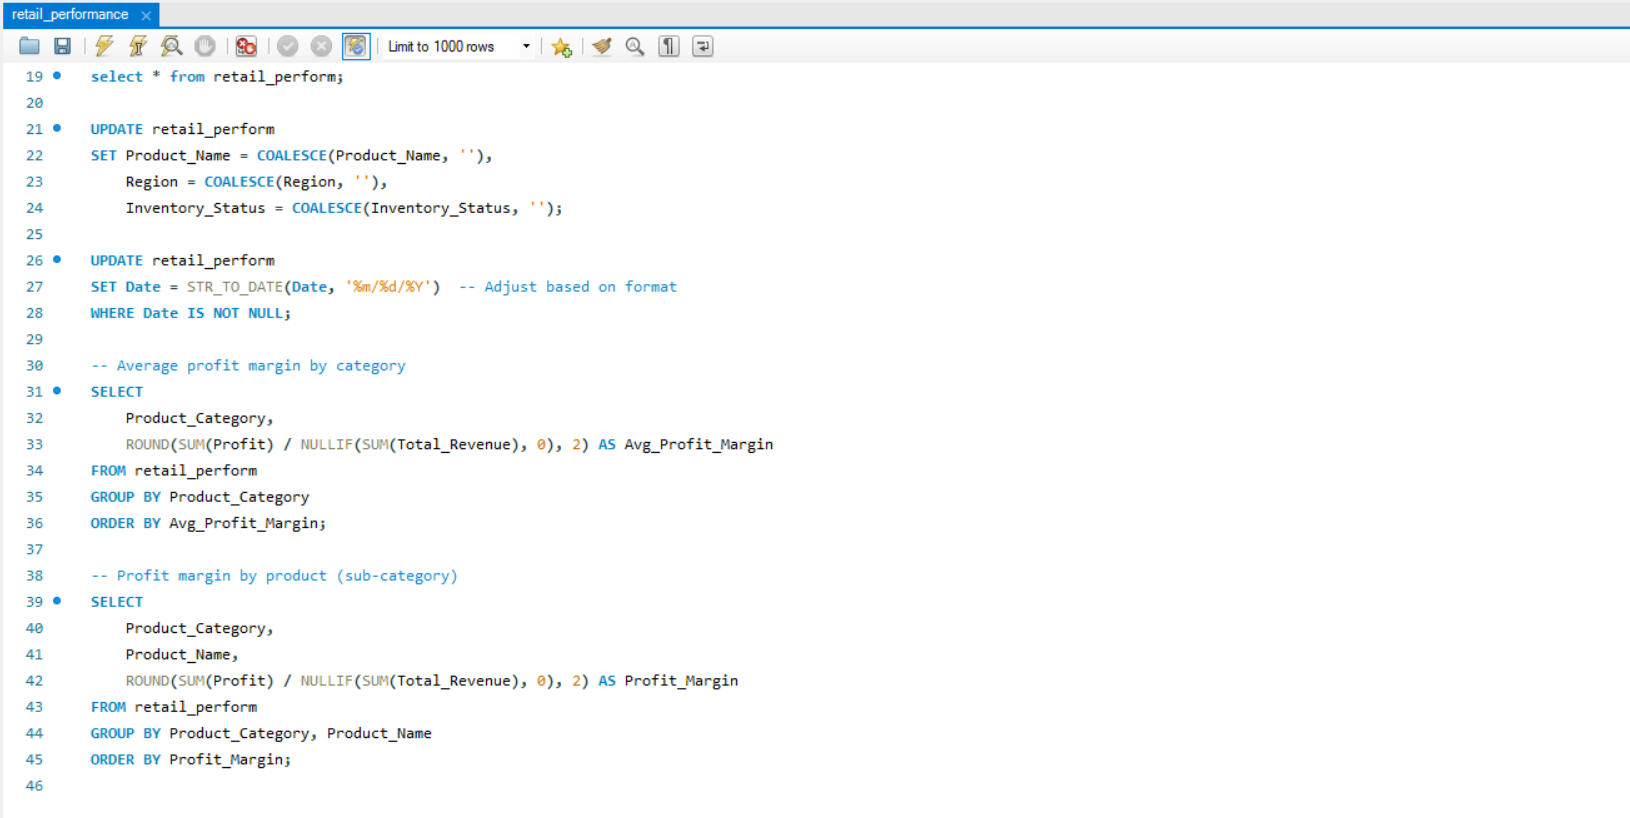 retail_performance
Limit to 1000 rows
19 select * from retail_perform;
20
21 UPDATE retail_perform
22 SET Product_Name = COALESCE(Product_Name, ''),
23     Region = COALESCE(Region, ''),
24     Inventory_Status = COALESCE(Inventory_Status, '');
25
26 UPDATE retail_perform
27 SET Date = STR_TO_DATE(Date, '%m/%d/%Y')  -- Adjust based on format
28 WHERE Date IS NOT NULL;
29
30 -- Average profit margin by category
31 SELECT
32     Product_Category,
33     ROUND(SUM(Profit) / NULLIF(SUM(Total_Revenue), 0), 2) AS Avg_Profit_Margin
34 FROM retail_perform
35 GROUP BY Product_Category
36 ORDER BY Avg_Profit_Margin;
37
38 -- Profit margin by product (sub-category)
39 SELECT
40     Product_Category,
41     Product_Name,
42     ROUND(SUM(Profit) / NULLIF(SUM(Total_Revenue), 0), 2) AS Profit_Margin
43 FROM retail_perform
44 GROUP BY Product_Category, Product_Name
45 ORDER BY Profit_Margin;
46